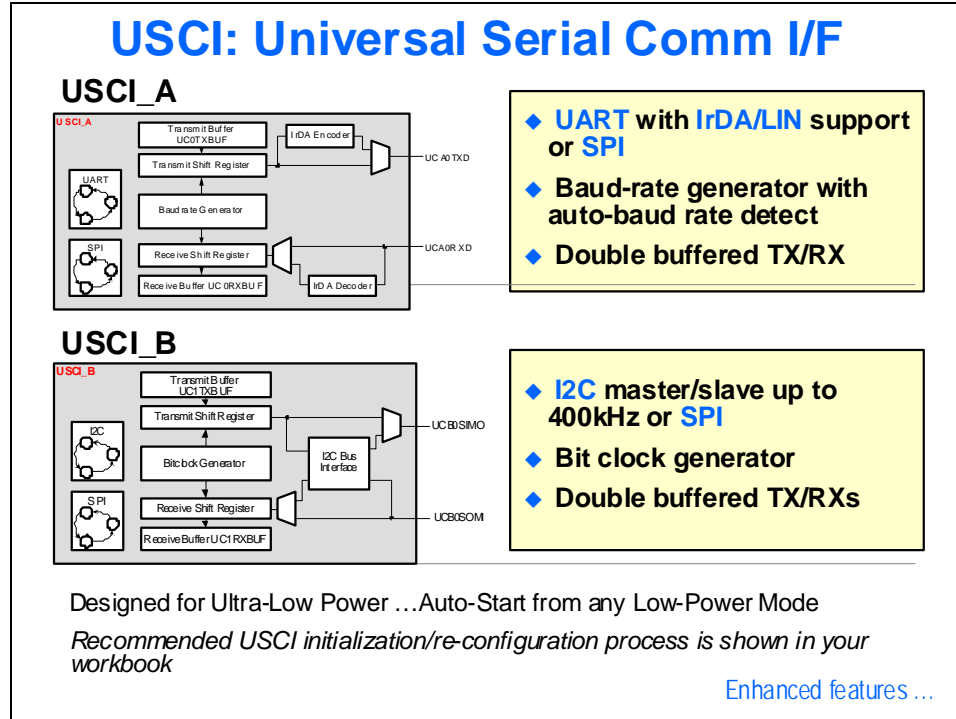 USCI: Universal Serial Comm I/F
USCI_A
USCI_A
Transmit Buffer
UC0TXBUF
IrDA Encoder
Transmit Shift Register
UCA0TXD
UART
Baud rate Generator
SPI
Receive Shift Register
UCA0RXD
Receive Buffer UC0RXBUF
IrDA Decoder
◆ UART with IrDA/LIN support
or SPI
◆ Baud-rate generator with
auto-baud rate detect
◆ Double buffered TX/RX
USCI_B
USCI_B
Transmit Buffer
UC1TXBUF
Transmit Shift Register
UCB0SIMO
I2C
Bit clock Generator
I2C Bus
Interface
SPI
Receive Shift Register
UCB0SOMI
Receive Buffer UC1RXBUF
◆ I2C master/slave up to
400kHz or SPI
◆ Bit clock generator
◆ Double buffered TX/RXs
Designed for Ultra-Low Power …Auto-Start from any Low-Power Mode
Recommended USCI initialization/re-configuration process is shown in your
workbook
Enhanced features …